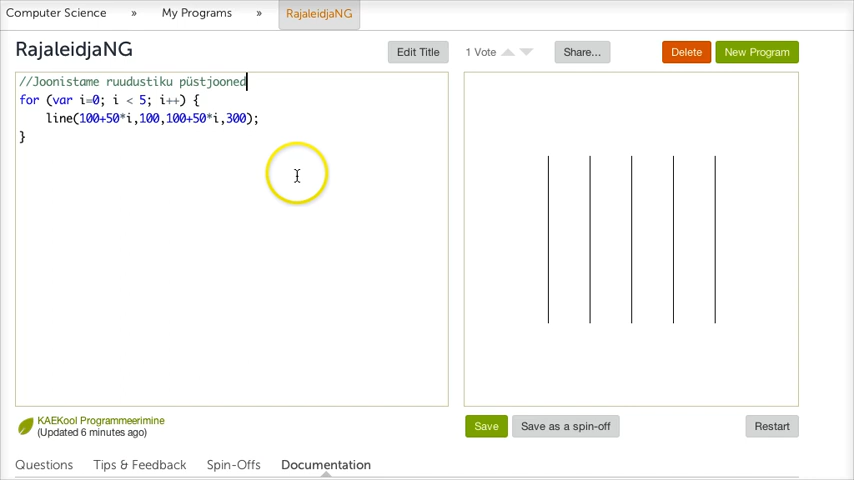 Computer Science » My Programs » RajaleidjaNG
RajaleidjaNG
Edit Title
1 Vote
Share...
Delete
New Program
//Joonistame ruudustiku püstjooned
for (var i=0; i < 5; i++) {
line(100+50*i,100,100+50*i,300);
}
KAEKool Programmeerimine
(Updated 6 minutes ago)
Save
Save as a spin-off
Restart
Questions
Tips & Feedback
Spin-Offs
Documentation